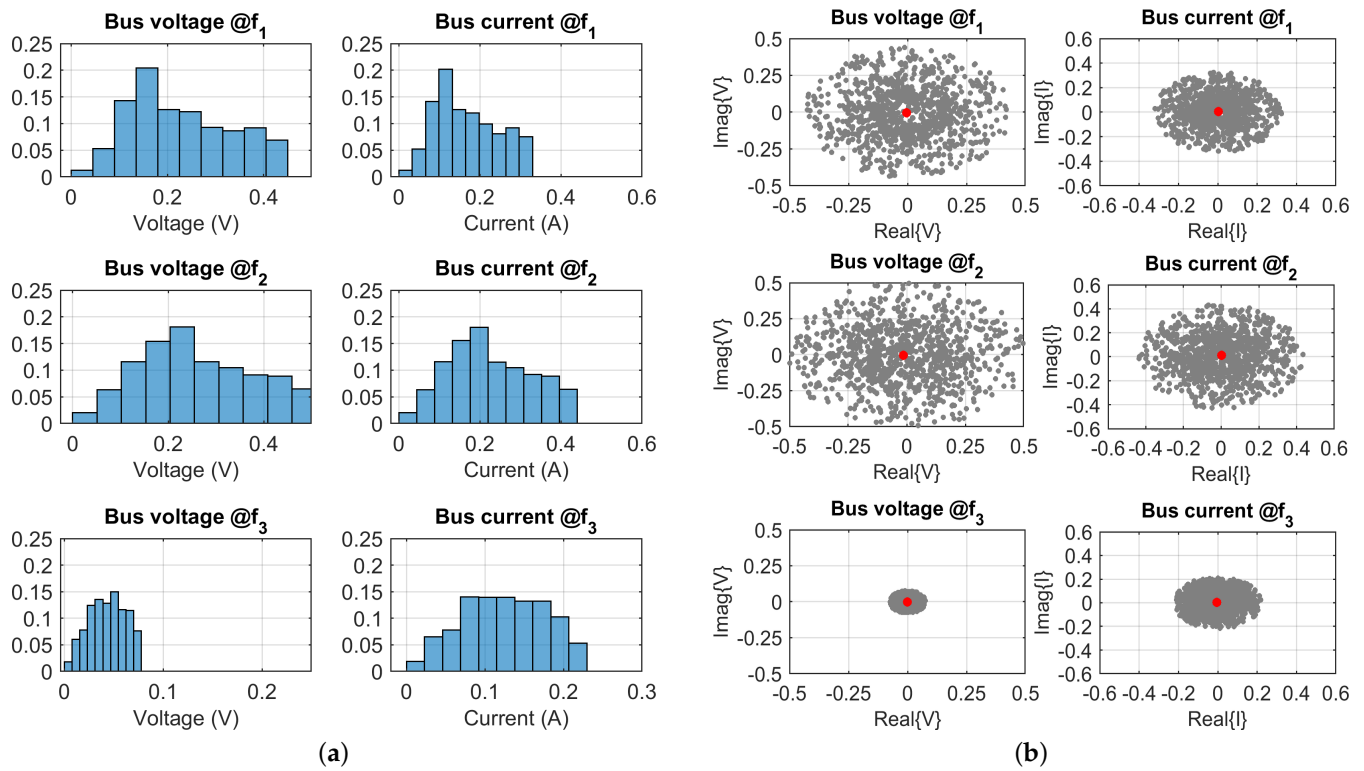 Bus voltage @f1
0.25
0.2
0.15
0.1
0.05
0
0 0.2 0.4
Voltage (V)
Bus current @f1
0.25
0.2
0.15
0.1
0.05
0
0 0.2 0.4 0.6
Current (A)
Bus voltage @f2
0.25
0.2
0.15
0.1
0.05
0
0 0.2 0.4
Voltage (V)
Bus current @f2
0.25
0.2
0.15
0.1
0.05
0
0 0.2 0.4 0.6
Current (A)
Bus voltage @f3
0.25
0.2
0.15
0.1
0.05
0
0 0.1 0.2
Voltage (V)
Bus current @f3
0.25
0.2
0.15
0.1
0.05
0
0 0.1 0.2 0.3
Current (A)
(a)
Bus voltage @f1
Imag{V}
0.5
0.25
0
-0.25
-0.5
-0.5 -0.25 0 0.25 0.5
Real{V}
Bus current @f1
Imag{I}
0.6
0.4
0.2
0
-0.2
-0.4
-0.6
-0.6 -0.4 -0.2 0 0.2 0.4 0.6
Real{I}
Bus voltage @f2
Imag{V}
0.5
0.25
0
-0.25
-0.5
-0.5 -0.25 0 0.25 0.5
Real{V}
Bus current @f2
Imag{I}
0.6
0.4
0.2
0
-0.2
-0.4
-0.6
-0.6 -0.4 -0.2 0 0.2 0.4 0.6
Real{I}
Bus voltage @f3
Imag{V}
0.5
0.25
0
-0.25
-0.5
-0.5 -0.25 0 0.25 0.5
Real{V}
Bus current @f3
Imag{I}
0.6
0.4
0.2
0
-0.2
-0.4
-0.6
-0.6 -0.4 -0.2 0 0.2 0.4 0.6
Real{I}
(b)